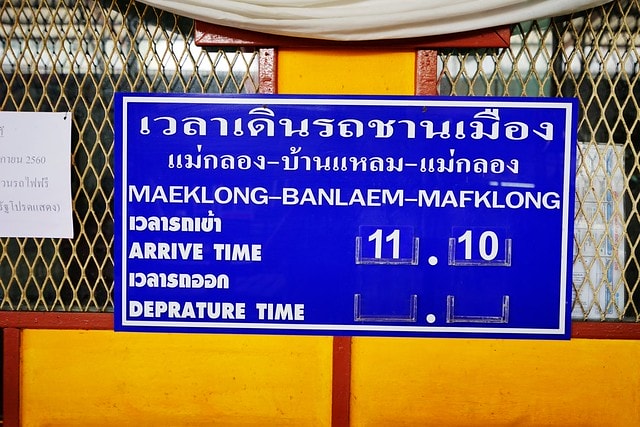 เวลาเดินรถชานเมือง
แม่กลอง-บ้านแหลม-แม่กลอง
MAEKLONG-BANLAEM-MAFKLONG
เวลารถเข้า
ARRIVE TIME 11 . 10
เวลารถออก
DEPRATURE TIME .
2560